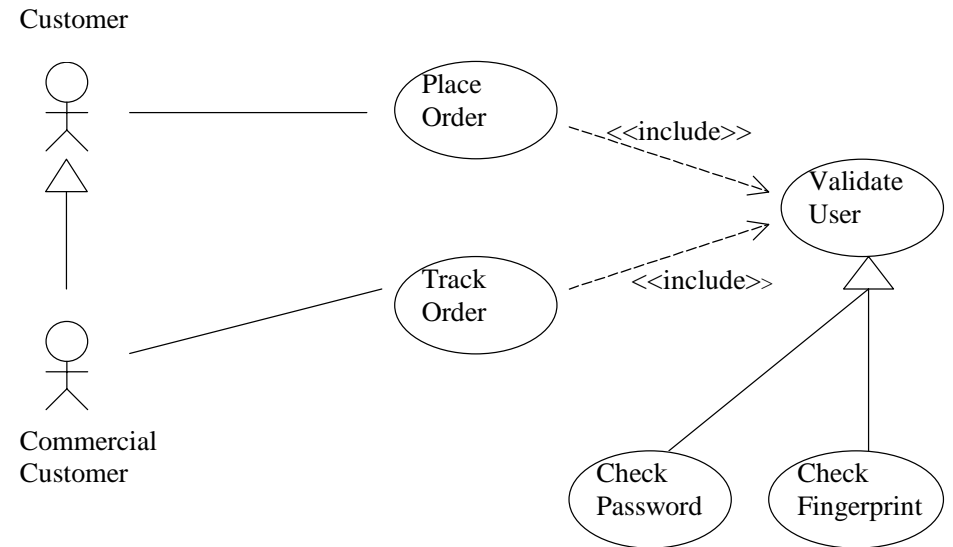 Customer
Place
Order
<<include>>
Validate
User
Track
Order
<<include>>
Commercial
Customer
Check
Password
Check
Fingerprint